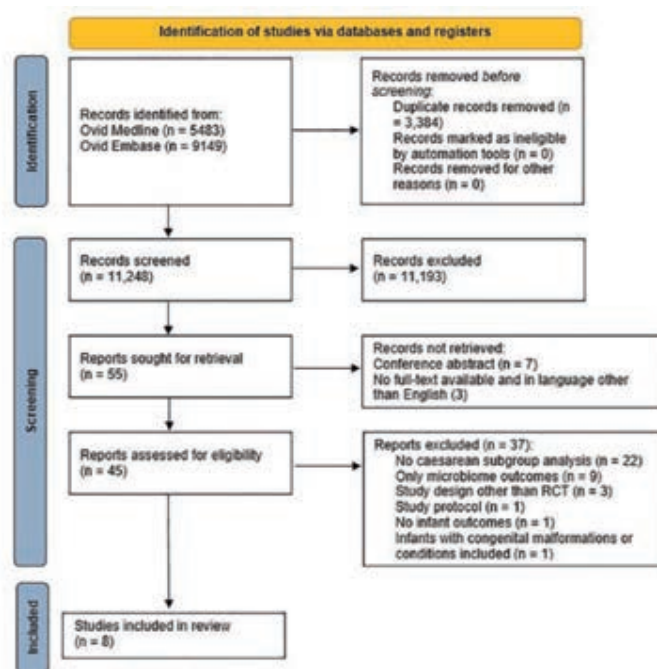 Identification of studies via databases and registers
Identification
Records identified from:
Ovid Medline (n = 5483)
Ovid Embase (n = 9149)
Records removed before
screening:
Duplicate records removed (n
= 3,384)
Records marked as ineligible
by automation tools (n = 0)
Records removed for other
reasons (n = 0)
Screening
Records screened
(n = 11,248)
Records excluded
(n = 11,193)
Reports sought for retrieval
(n = 55)
Records not retrieved:
Conference abstract (n = 7)
No full-text available and in language other
than English (3)
Reports assessed for eligibility
(n = 45)
Reports excluded (n = 37):
No caesarean subgroup analysis (n = 22)
Only microbiome outcomes (n = 9)
Study design other than RCT (n = 3)
Study protocol (n = 1)
No infant outcomes (n = 1)
Infants with congenital malformations or
conditions included (n = 1)
Included
Studies included in review
(n = 8)